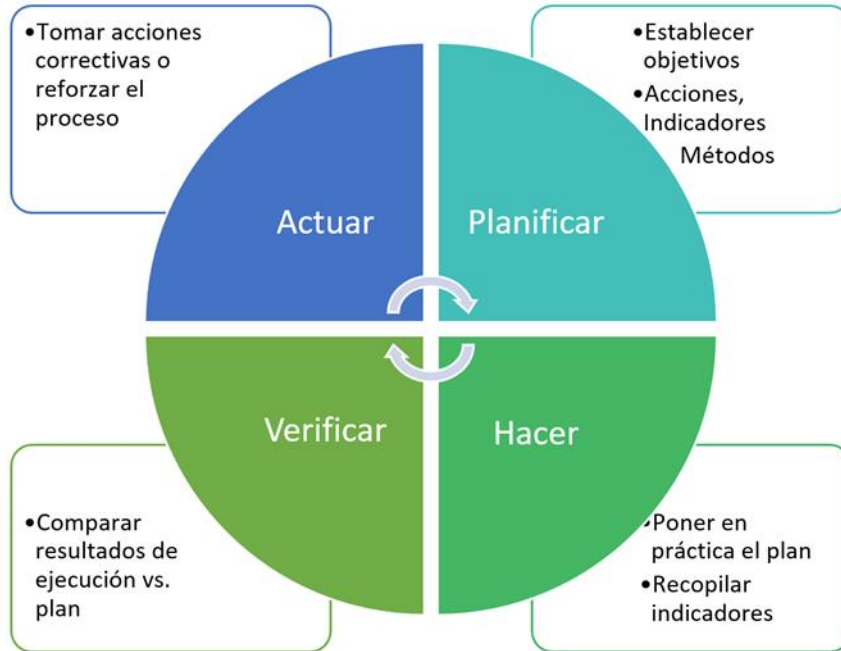 •Tomar acciones
correctivas o
reforzar el
proceso
•Establecer
objetivos
•Acciones,
Indicadores
Métodos
Actuar
Planificar
Verificar
Hacer
•Comparar
resultados de
ejecución vs.
plan
•Poner en
práctica el plan
•Recopilar
indicadores